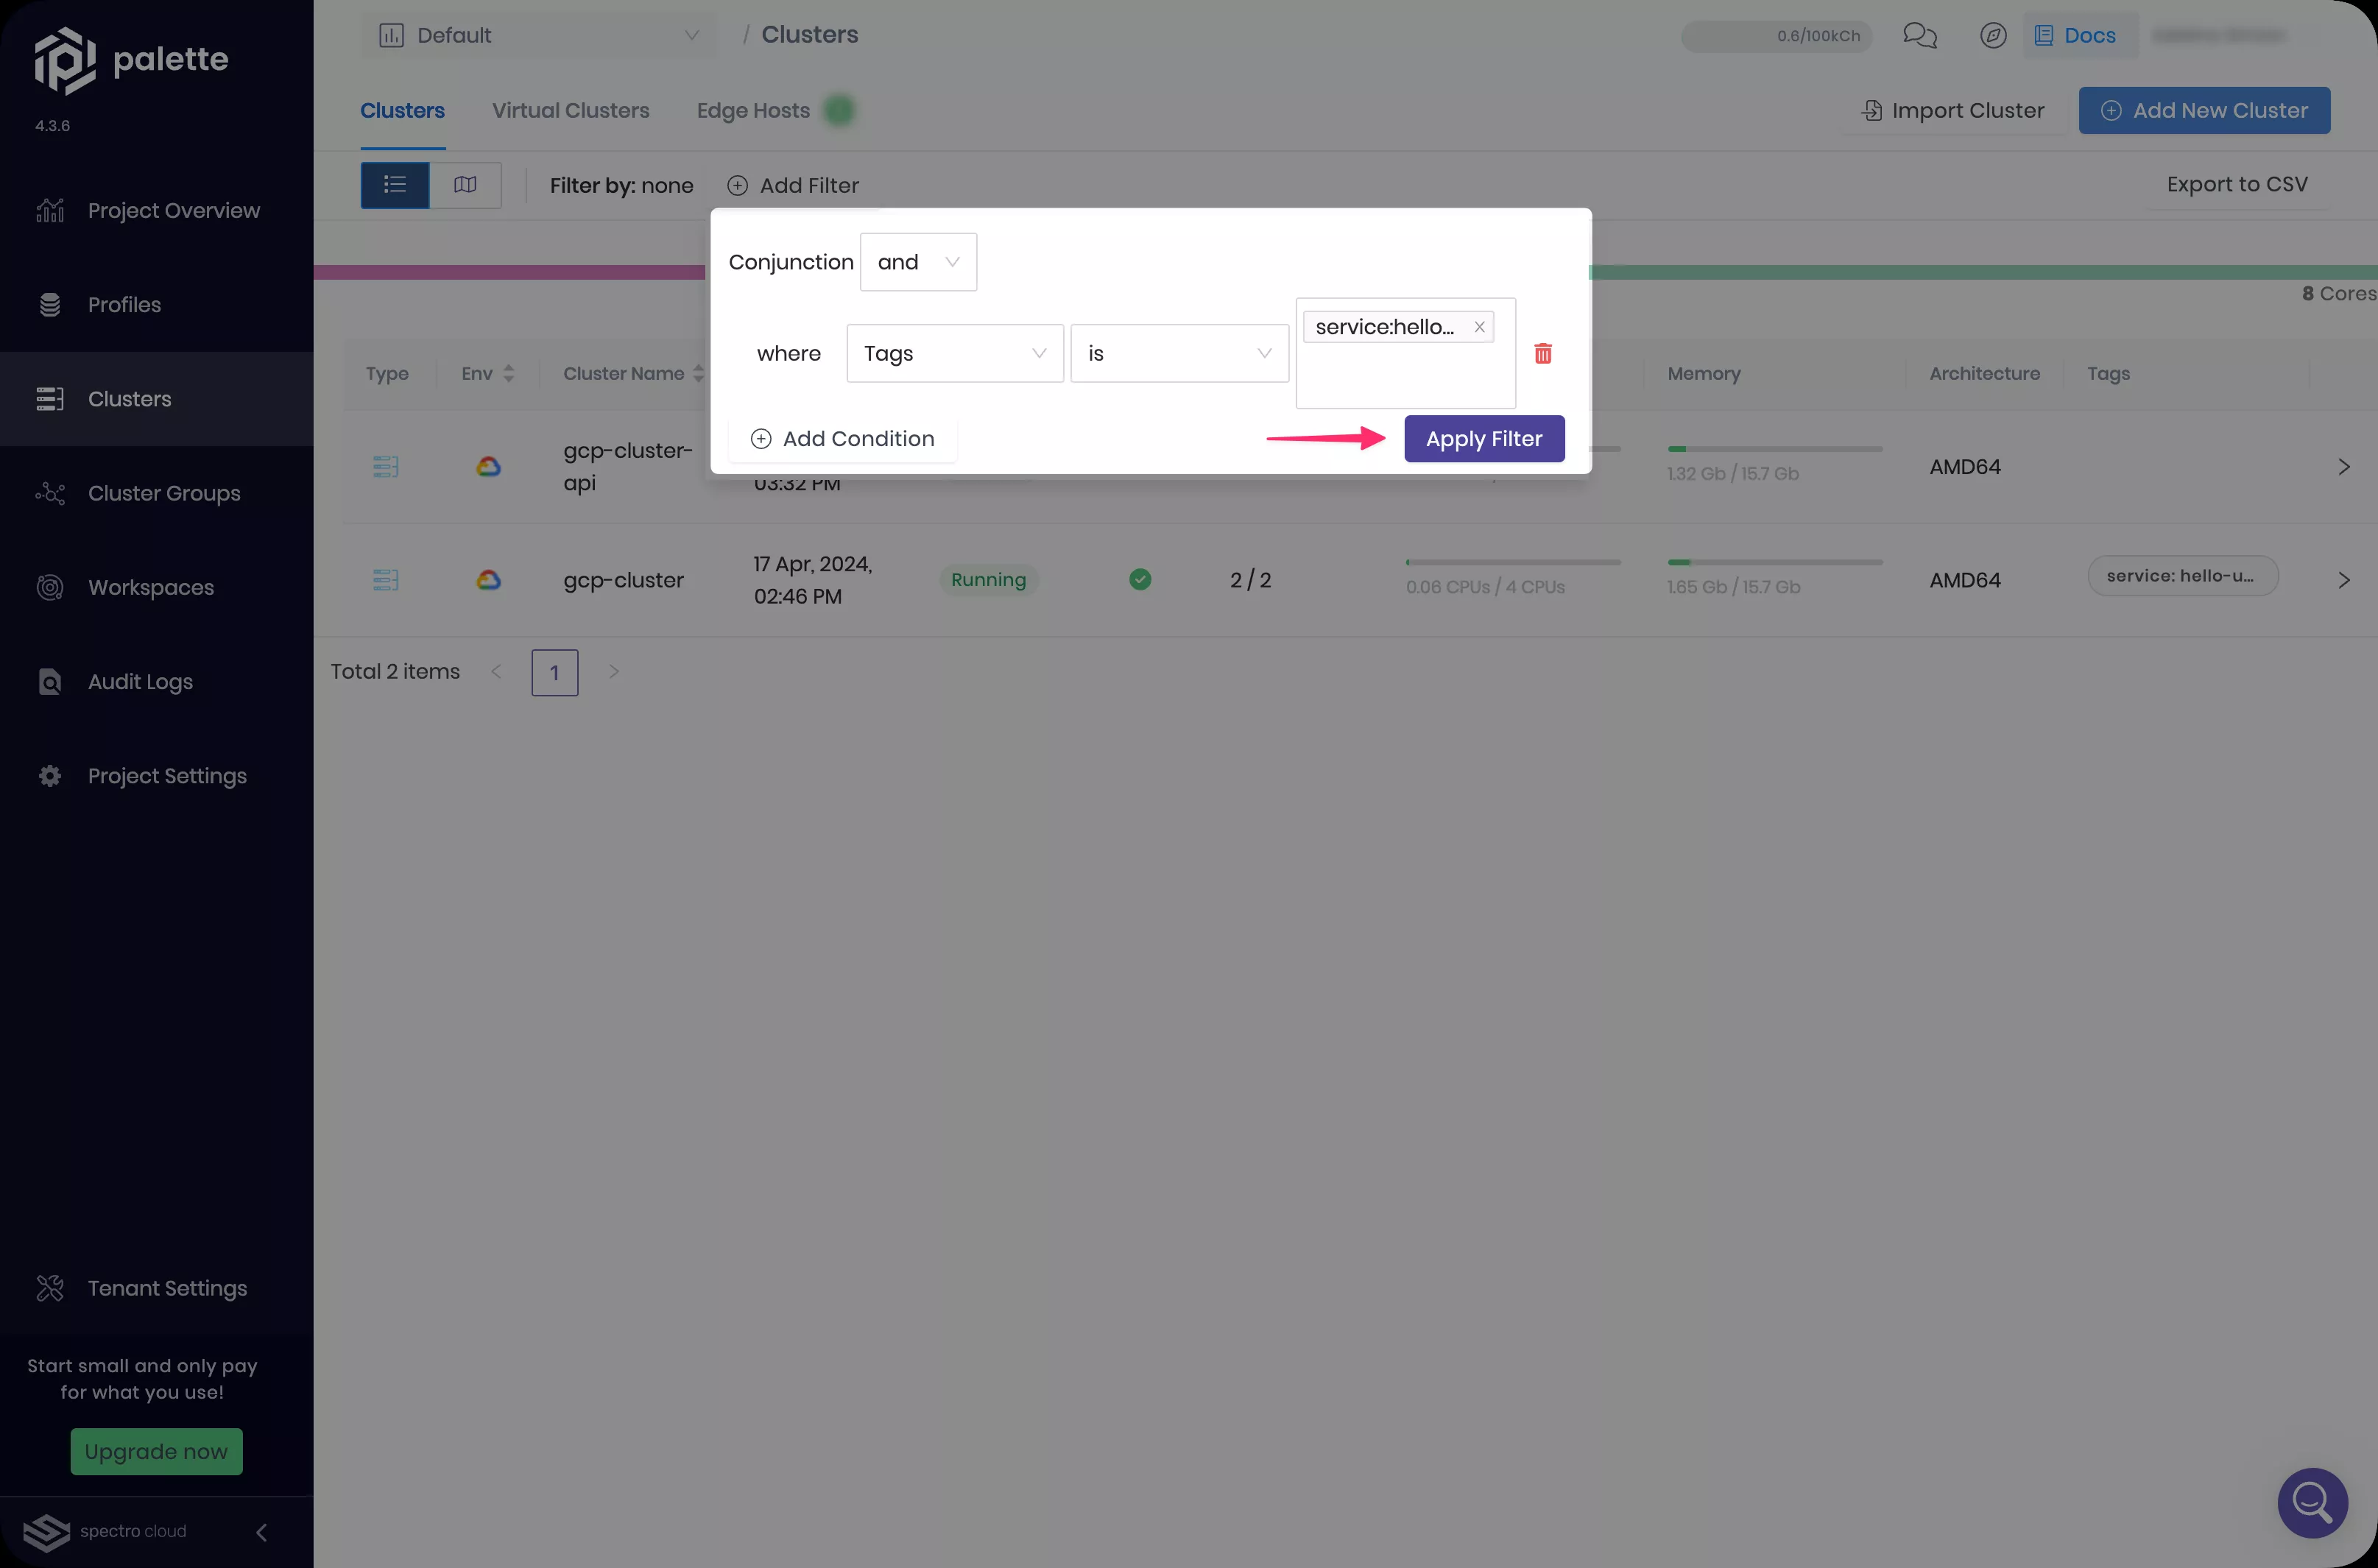 palette
4.3.6
Project Overview
Profiles
Clusters
Cluster Groups
Workspaces
Audit Logs
Project Settings
Tenant Settings
Start small and only pay
for what you use!
Upgrade now
spectro cloud
Default
/ Clusters
0.6/100kCh
Docs
Clusters
Virtual Clusters
Edge Hosts
Import Cluster
Add New Cluster
Filter by: none
Add Filter
Export to CSV
Conjunction
and
where
Tags
is
service:hello...
Add Condition
Apply Filter
8 Cores
Type
Env
Cluster Name
Memory
Architecture
Tags
gcp-cluster-
api
03:32 PM
1.32 Gb / 15.7 Gb
AMD64
gcp-cluster
17 Apr, 2024,
02:46 PM
Running
2 / 2
0.06 CPUs / 4 CPUs
1.65 Gb / 15.7 Gb
AMD64
service: hello-u...
Total 2 items
1